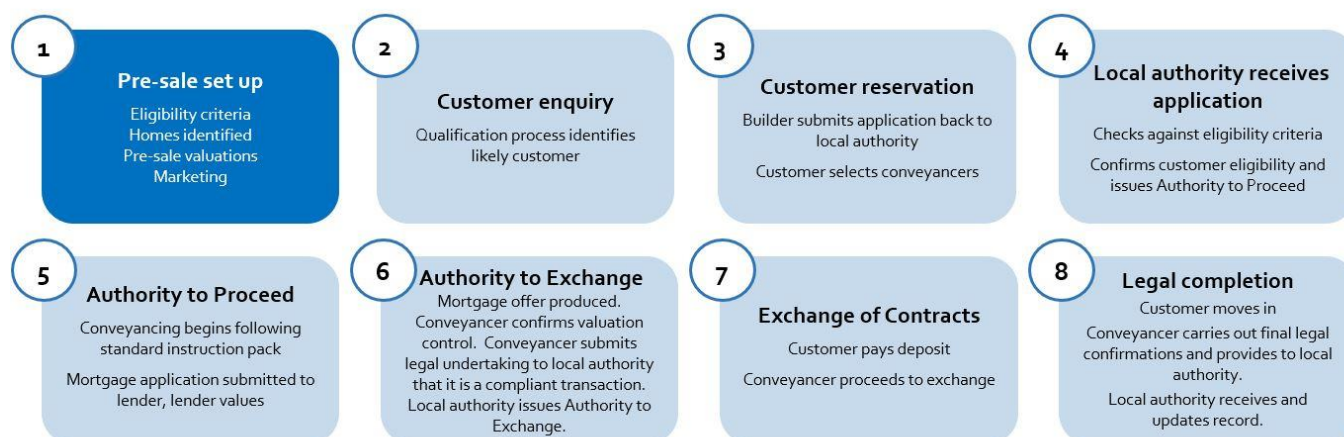 1
Pre-sale set up
Eligibility criteria
Homes identified
Pre-sale valuations
Marketing
2
Customer enquiry
Qualification process identifies
likely customer
3
Customer reservation
Builder submits application back to
local authority
Customer selects conveyancers
4
Local authority receives
application
Checks against eligibility criteria
Confirms customer eligibility and
issues Authority to Proceed
5
Authority to Proceed
Conveyancing begins following
standard instruction pack
Mortgage application submitted to
lender, lender values
6
Authority to Exchange
Mortgage offer produced.
Conveyancer confirms valuation
control. Conveyancer submits
legal undertaking to local authority
that it is a compliant transaction.
Local authority issues Authority to
Exchange.
7
Exchange of Contracts
Customer pays deposit
Conveyancer proceeds to exchange
8
Legal completion
Customer moves in
Conveyancer carries out final legal
confirmations and provides to local
authority.
Local authority receives and
updates record.